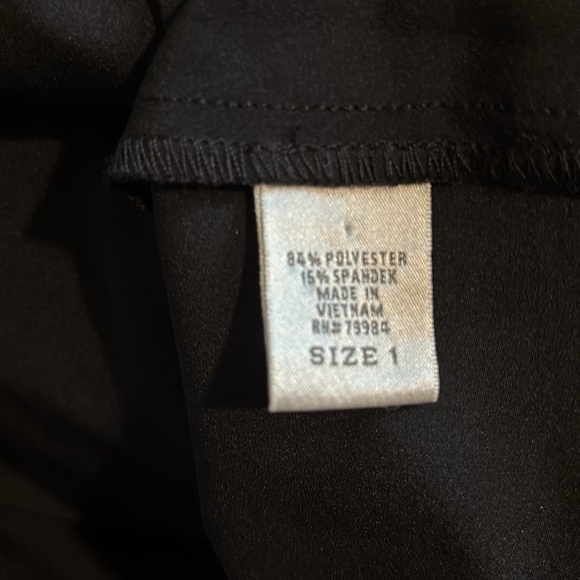 84% POLYESTER
16% SPANDEX
MADE IN
VIETNAM
RN#79984
SIZE 1